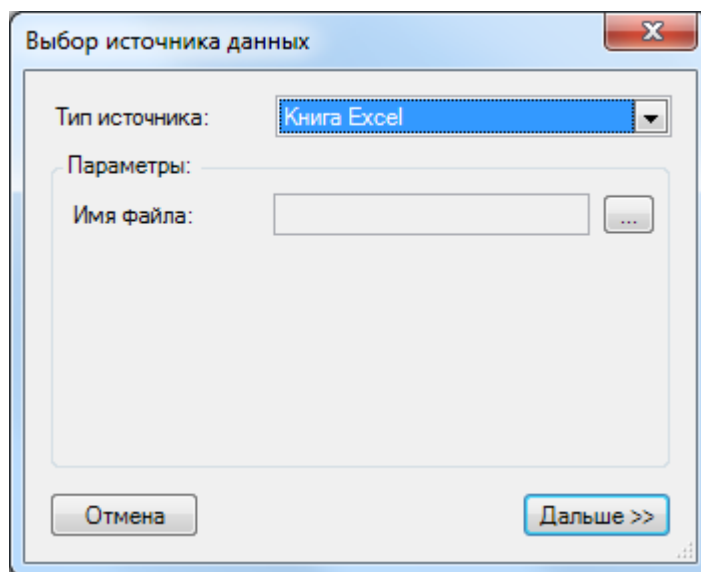 Выбор источника данных
Тип источника: Книга Excel
Параметры:
Имя файла: ...
Отмена Дальше >>